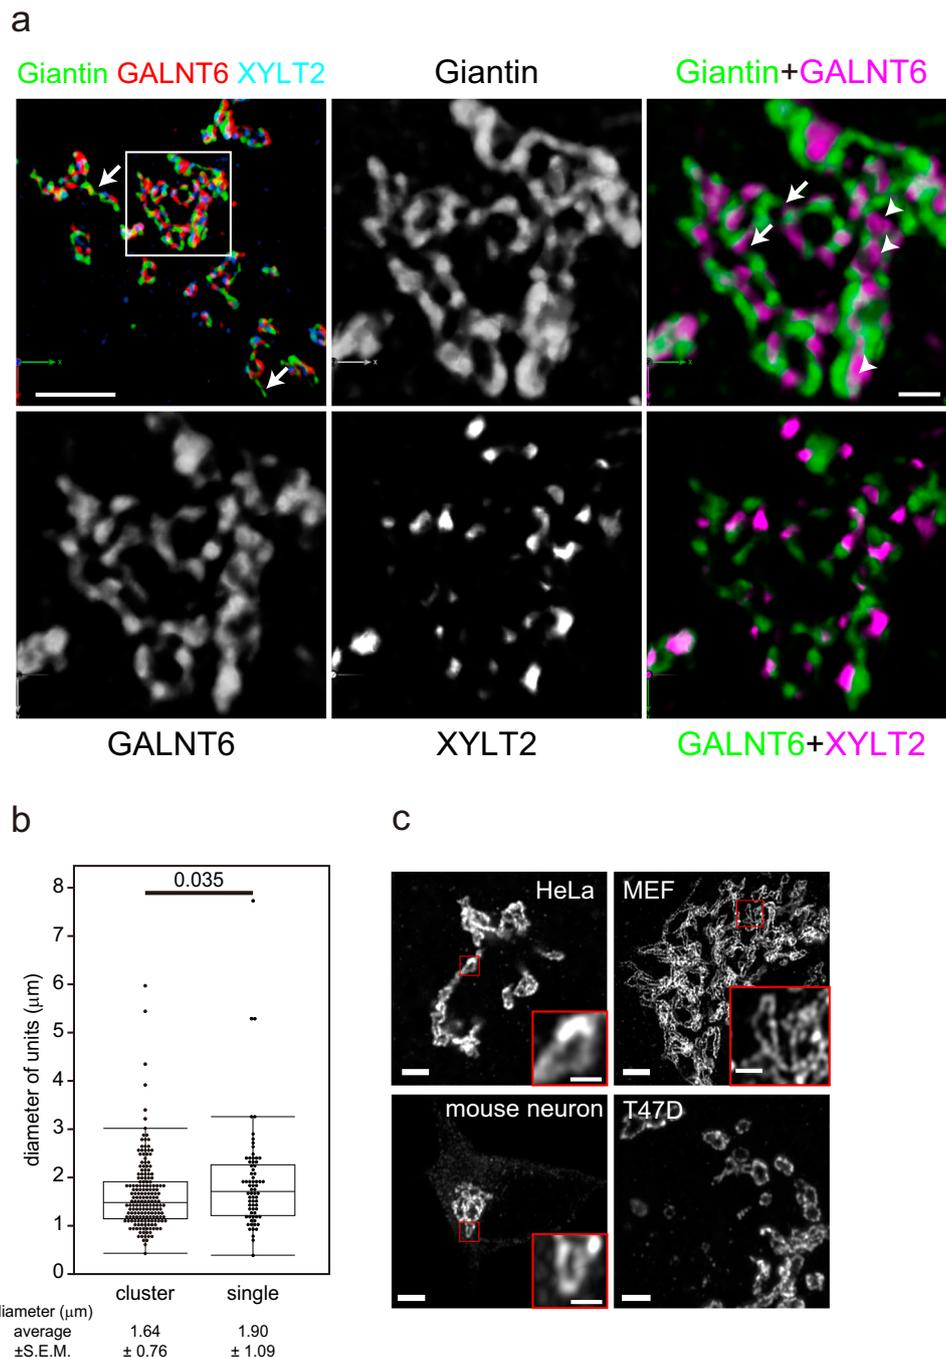 a
Giantin GALNT6 XYLT2
Giantin
Giantin+GALNT6
x
x
GALNT6
XYLT2
GALNT6+XYLT2
b
c
0.035
8
7
6
5
4
3
2
1
0
diameter of units (μm)
cluster
single
diameter (μm)
average
1.64
1.90
±S.E.M.
± 0.76
± 1.09
HeLa
MEF
mouse neuron
T47D